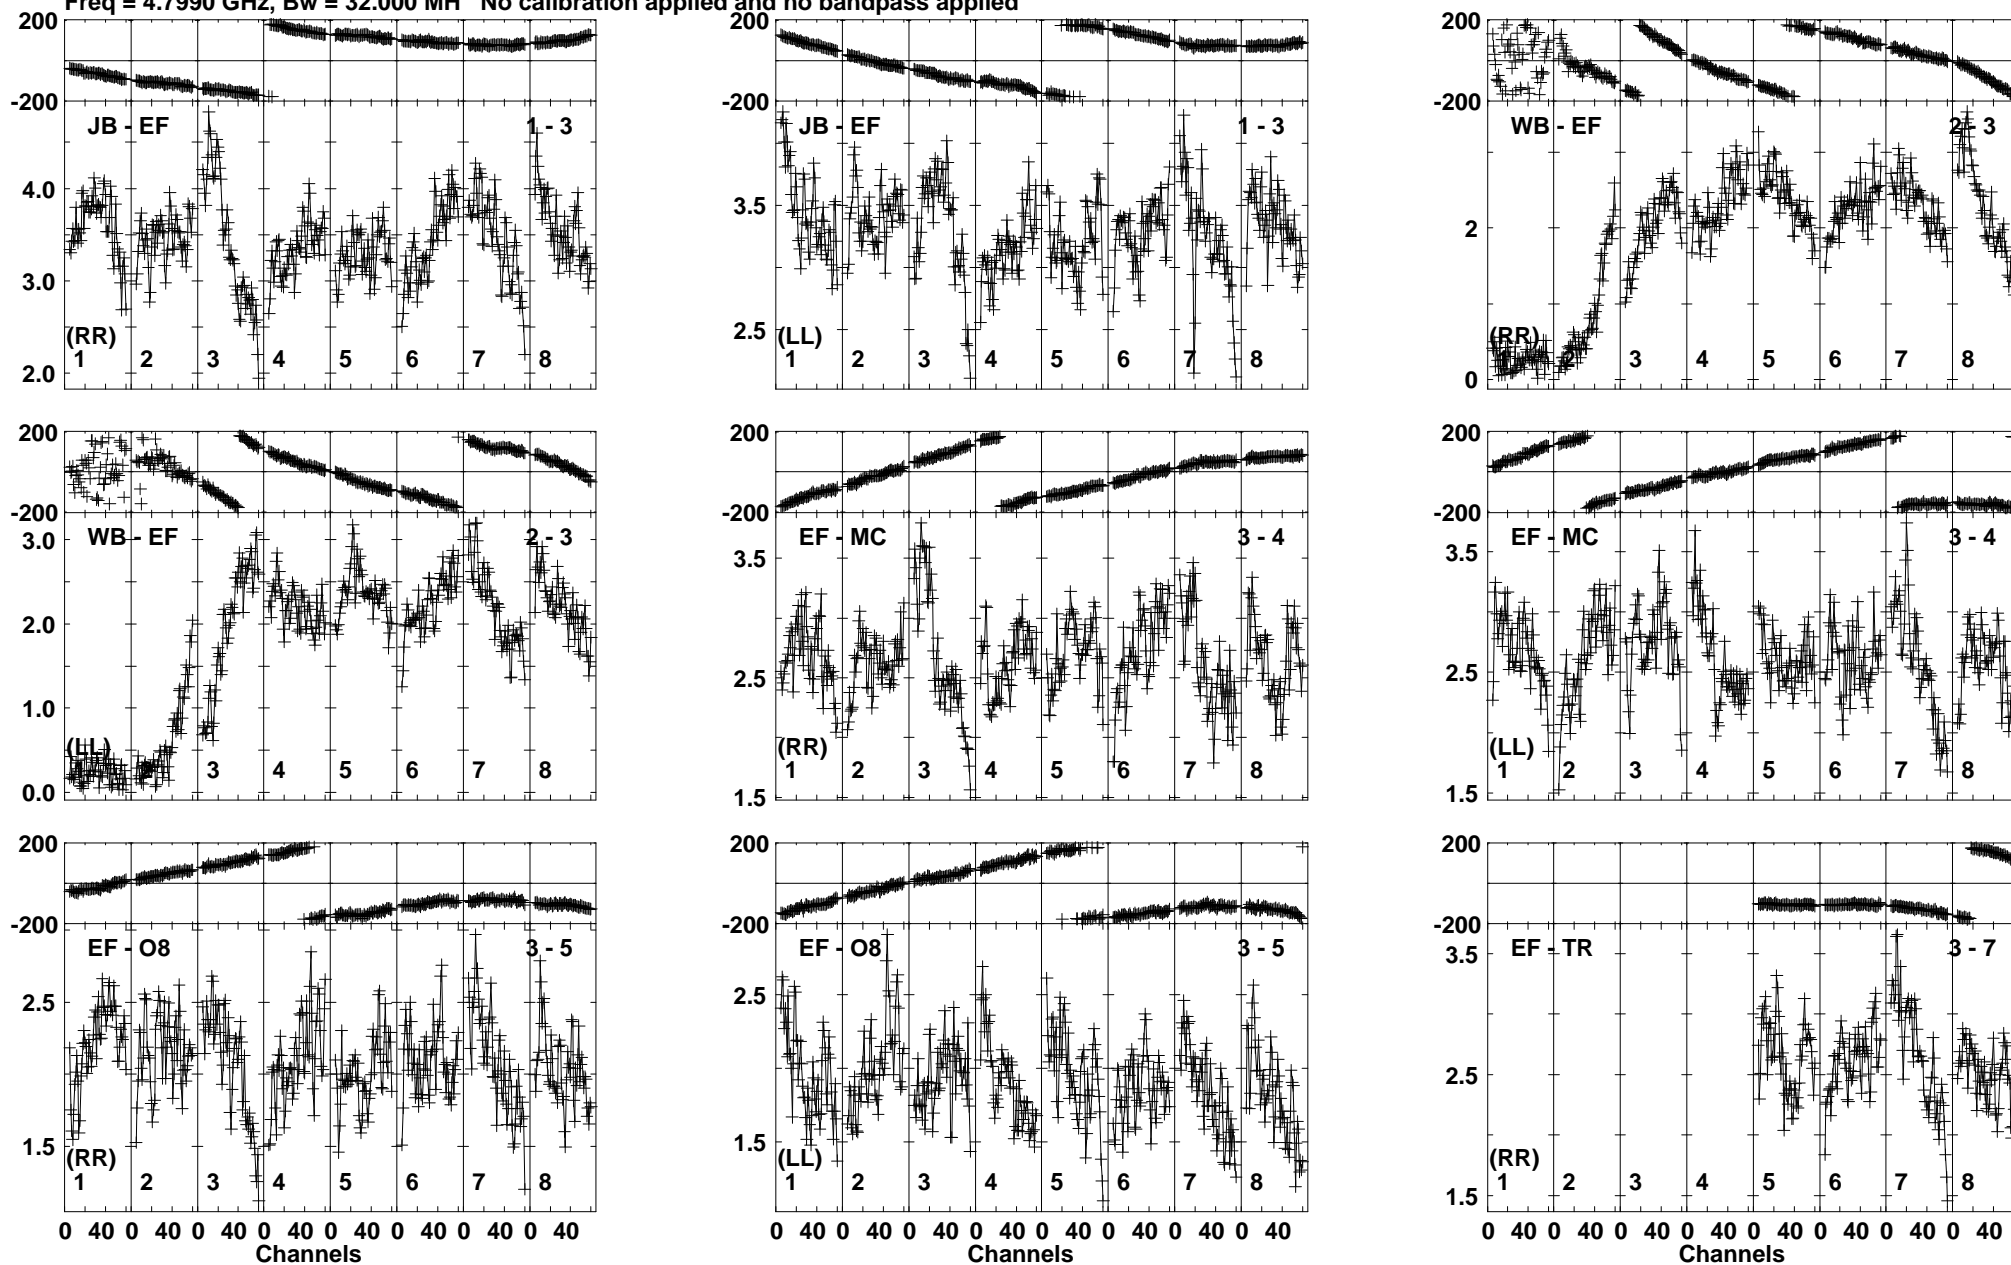 Freq = 4.7990 GHz, Bw = 32.000 MH No calibration applied and no bandpass applied
200 200 200
-200 -200 -200
JB - EF 1 - 3 JB - EF 1 - 3 WB - EF 2 - 3
4.0 3.5 2
3.0
2.5
(RR) (LL) (RR)
1 2 3 4 5 6 7 8 1 2 3 4 5 6 7 8 1 2 3 4 5 6 7 8
2.0 0
200 200 200
-200 -200 -200
WB - EF 2 - 3 EF - MC 3 - 4 EF - MC 3 - 4
3.0 3.5 3.5
2.0 2.5 2.5
1.0
(LL) (RR) (LL)
1 2 3 4 5 6 7 8 1 2 3 4 5 6 7 8 1 2 3 4 5 6 7 8
0.0 1.5 1.5
200 200 200
-200 -200 -200
EF - O8 3 - 5 EF - O8 3 - 5 EF - TR 3 - 7
2.5 2.5 3.5
2.5
1.5 1.5
(RR) (LL) (RR)
1 2 3 4 5 6 7 8 1 2 3 4 5 6 7 8 1 2 3 4 5 6 7 8
1.5
0 40 0 40 0 40 0 40 0 40 0 40 0 40 0 40 0 40 0 40 0 40 0 40 0 40 0 40 0 40 0 40 0 40 0 40 0 40 0 40 0 40 0 40 0 40 0 40
Channels Channels Channels